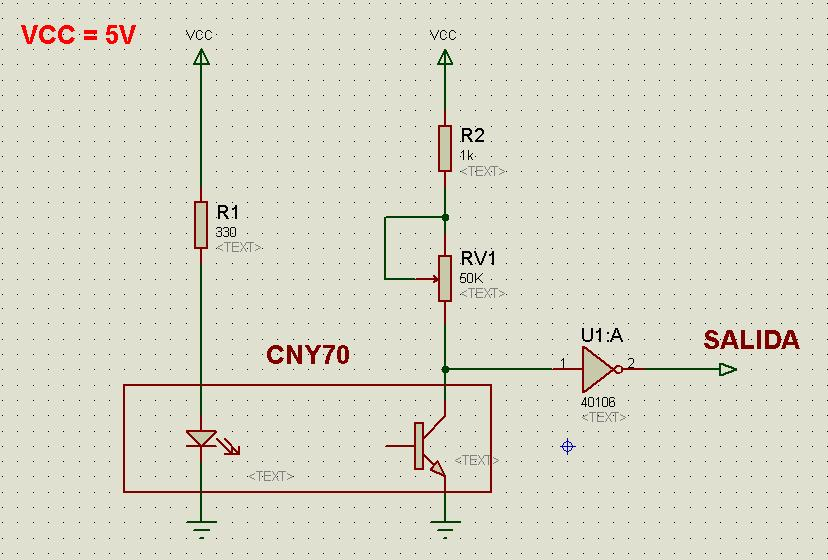 VCC = 5V
VCC
VCC
R2
1k
<TEXT>
R1
330
<TEXT>
RV1
50K
<TEXT>
CNY70
U1:A
SALIDA
1
2
40106
<TEXT>
<TEXT>
<TEXT>